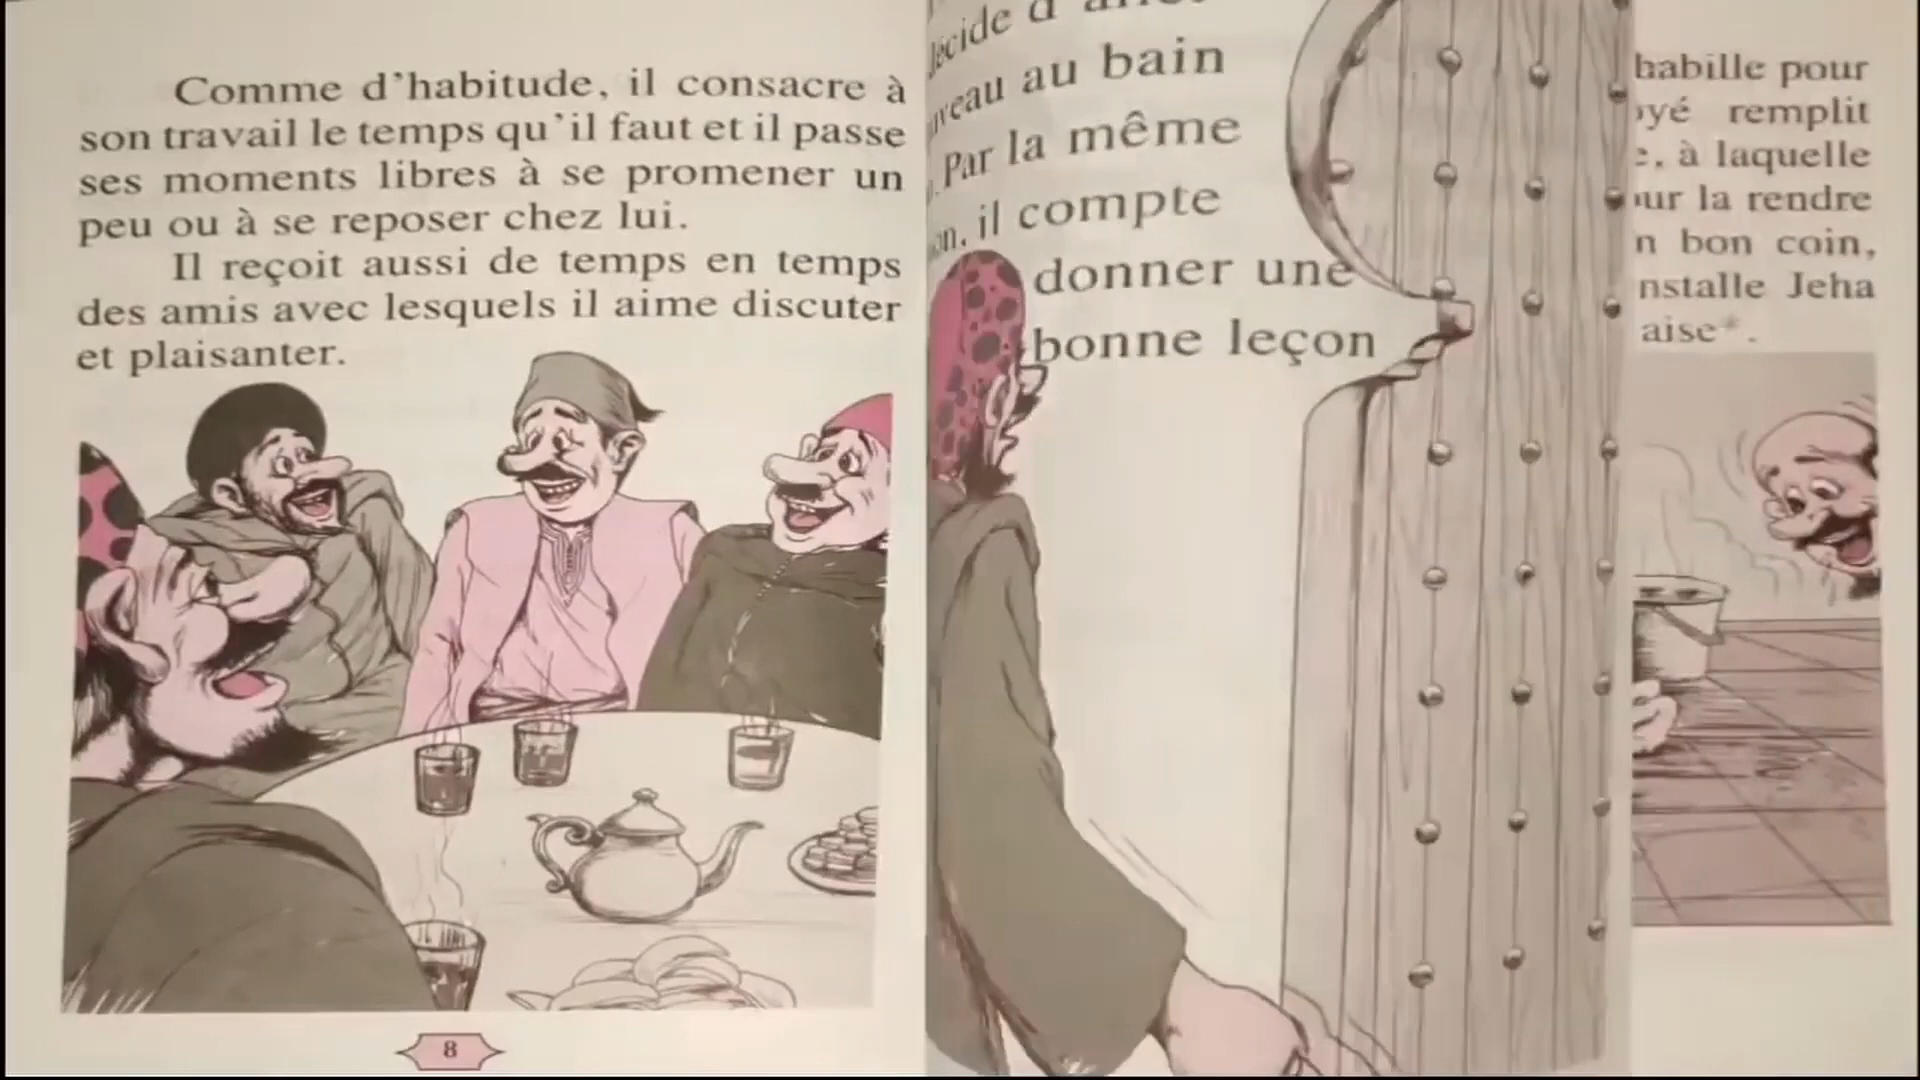 Comme d'habitude, il consacre à
son travail le temps qu'il faut et il passe
ses moments libres à se promener un
peu ou à se reposer chez lui.
Il reçoit aussi de temps en temps
des amis avec lesquels il aime discuter
et plaisanter.
8
au bain
Par la même
il compte
donner une
bonne leçon
habille pour
remplit
à laquelle
la rendre
bon coin,
Jeha
aise*.